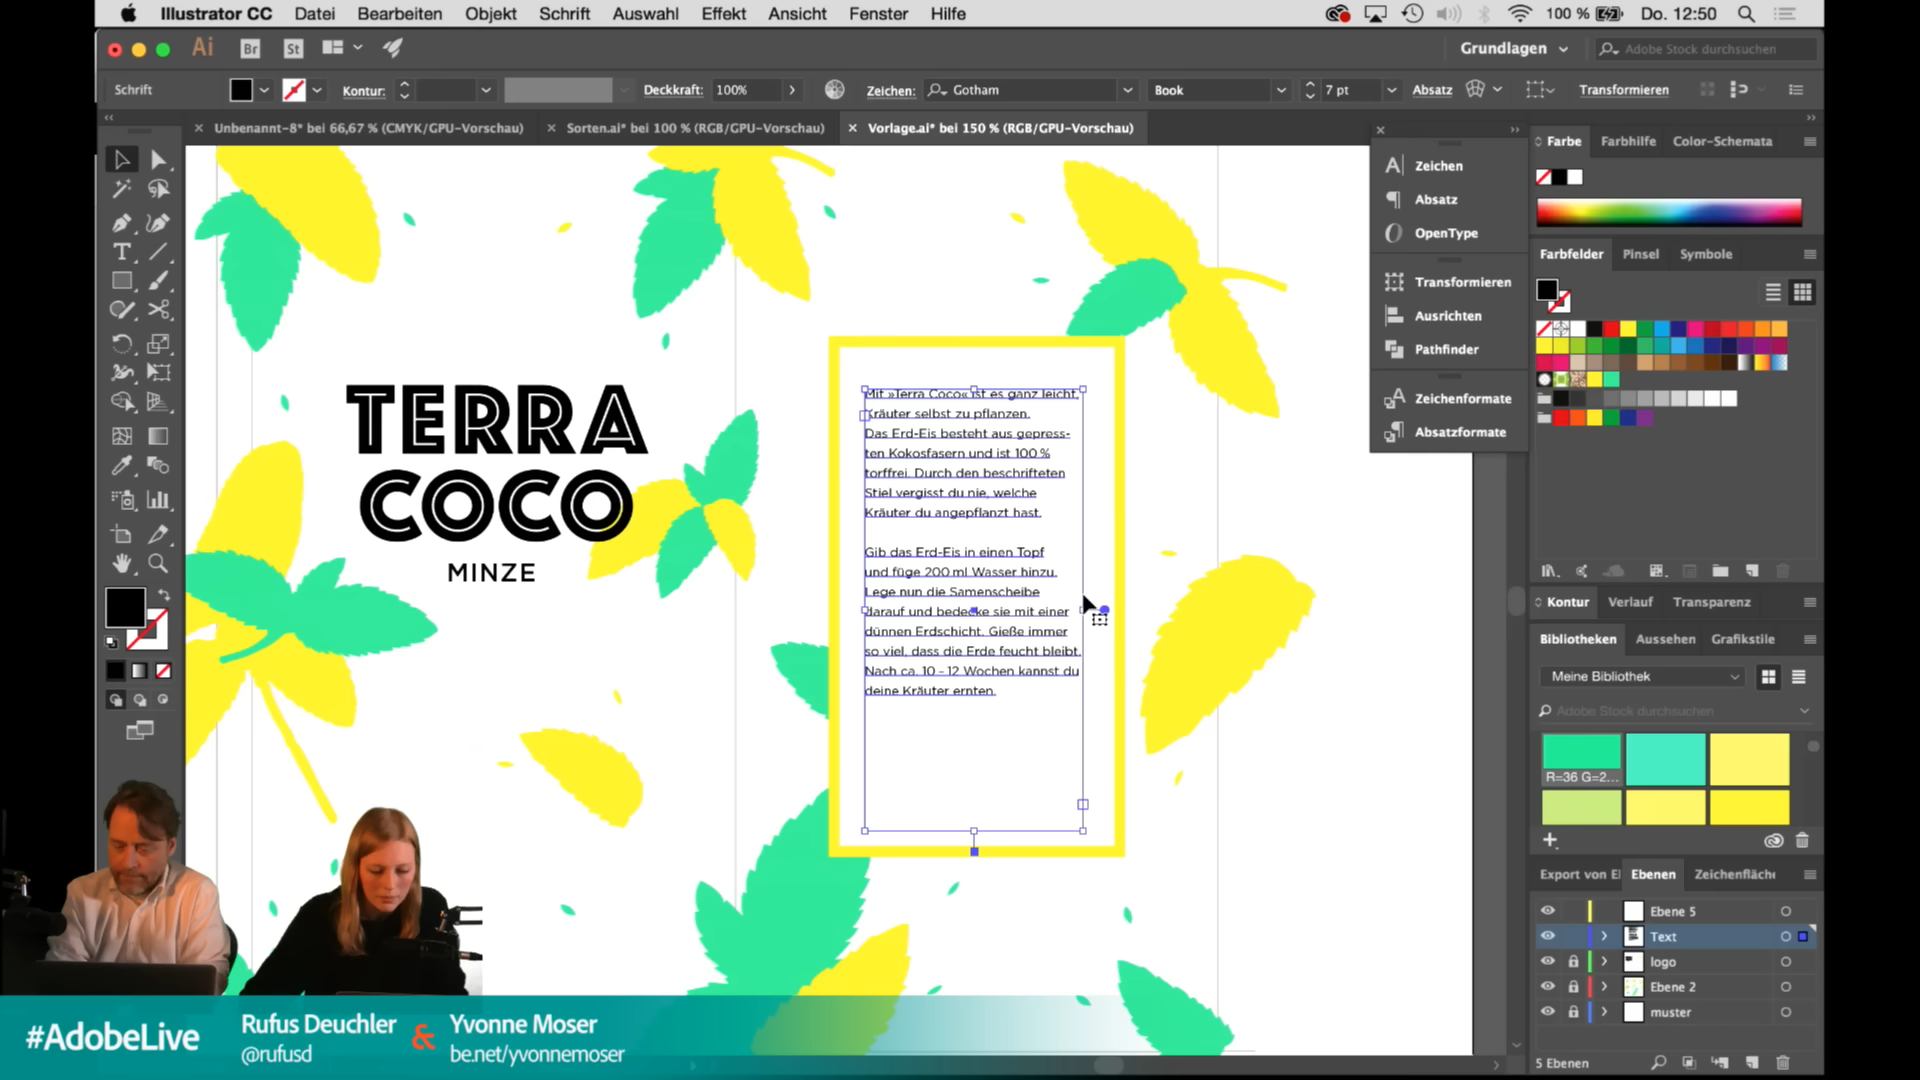 Illustrator CC Datei Bearbeiten Objekt Schrift Auswahl Effekt Ansicht Fenster Hilfe
100 % Do. 12:50
Ai Br St Grundlagen Adobe Stock durchsuchen
Schrift Kontur: Deckkraft: 100% Zeichen: Gotham Book 7 pt Absatz Transformieren
Unbenannt-8* bei 66,67 % (CMYK/GPU-Vorschau)
Sorten.ai* bei 100 % (RGB/GPU-Vorschau)
Vorlage.ai* bei 150 % (RGB/GPU-Vorschau)
TERRA
COCO
MINZE
Mit »Terra Coco« ist es ganz leicht,
Kräuter selbst zu pflanzen.
Das Erd-Eis besteht aus gepress-
ten Kokosfasern und ist 100 %
torffrei. Durch den beschrifteten
Stiel vergisst du nie, welche
Kräuter du angepflanzt hast.
Gib das Erd-Eis in einen Topf
und füge 200 ml Wasser hinzu.
Lege nun die Samenscheibe
darauf und bedecke sie mit einer
dünnen Erdschicht. Gieße immer
so viel, dass die Erde feucht bleibt.
Nach ca. 10 - 12 Wochen kannst du
deine Kräuter ernten.
Zeichen
Absatz
OpenType
Transformieren
Ausrichten
Pathfinder
Zeichenformate
Absatzformate
Farbe Farbhilfe Color-Schemata
Farbfelder Pinsel Symbole
Kontur Verlauf Transparenz
Bibliotheken Aussehen Grafikstile
Meine Bibliothek
Adobe Stock durchsuchen
R=36 G=2...
Export von El Ebenen Zeichenfläche
Ebene 5
Text
logo
Ebene 2
muster
5 Ebenen
#AdobeLive
Rufus Deuchler
@rufusd
&
Yvonne Moser
be.net/yvonnemoser